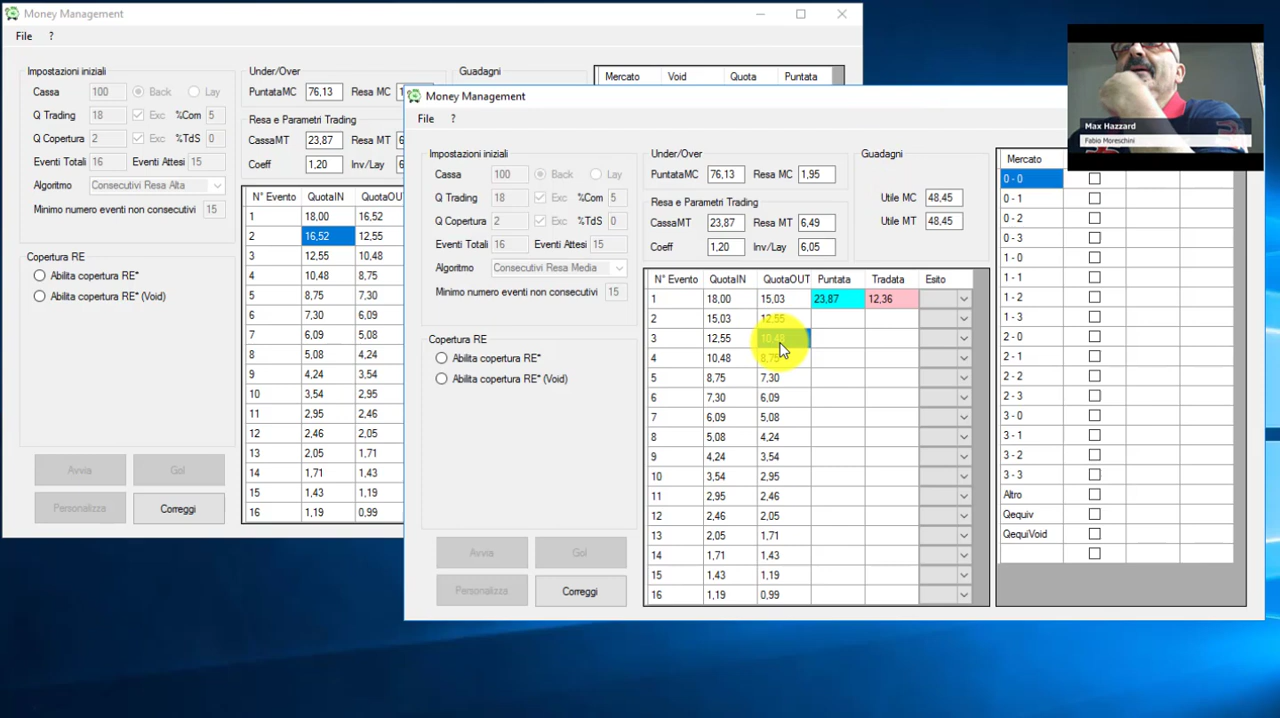 Money Management
File ?
Impostazioni iniziali
Cassa 100 Back Lay
Q Trading 18 Exc %Com 5
Q Copertura 2 Exc %TdS 0
Eventi Totali 16 Eventi Attesi 15
Algoritmo Consecutivi Resa Alta
Minimo numero eventi non consecutivi 15
Copertura RE
Abilita copertura RE*
Abilita copertura RE* (Void)
Avvia Gol
Personalizza Correggi
Under/Over
PuntataMC 76,13 Resa MC
Resa e Parametri Trading
CassaMT 23,87 Resa MT
Coeff 1,20 Inv/Lay
Guadagni
Mercato Void Quota Puntata
N° Evento QuotaIN QuotaOU
1 18,00 16,52
2 16,52 12,55
3 12,55 10,48
4 10,48 8,75
5 8,75 7,30
6 7,30 6,09
7 6,09 5,08
8 5,08 4,24
9 4,24 3,54
10 3,54 2,95
11 2,95 2,46
12 2,46 2,05
13 2,05 1,71
14 1,71 1,43
15 1,43 1,19
16 1,19 0,99
Money Management
File ?
Impostazioni iniziali
Cassa 100 Back Lay
Q Trading 18 Exc %Com 5
Q Copertura 2 Exc %TdS 0
Eventi Totali 16 Eventi Attesi 15
Algoritmo Consecutivi Resa Media
Minimo numero eventi non consecutivi 15
Copertura RE
Abilita copertura RE*
Abilita copertura RE* (Void)
Avvia Gol
Personalizza Correggi
Under/Over
PuntataMC 76,13 Resa MC 1,95
Resa e Parametri Trading
CassaMT 23,87 Resa MT 6,49
Coeff 1,20 Inv/Lay 6,05
Guadagni
Utile MC 48,45
Utile MT 48,45
N° Evento QuotaIN QuotaOUT Puntata Tradata Esito
1 18,00 15,03 23,87 12,36
2 15,03 12,55
3 12,55 10,48
4 10,48 8,75
5 8,75 7,30
6 7,30 6,09
7 6,09 5,08
8 5,08 4,24
9 4,24 3,54
10 3,54 2,95
11 2,95 2,46
12 2,46 2,05
13 2,05 1,71
14 1,71 1,43
15 1,43 1,19
16 1,19 0,99
Mercato
0 - 0
0 - 1
0 - 2
0 - 3
1 - 0
1 - 1
1 - 2
1 - 3
2 - 0
2 - 1
2 - 2
2 - 3
3 - 0
3 - 1
3 - 2
3 - 3
Altro
Qequiv
QequiVoid
Max Hazzard
Fabio Moreschini